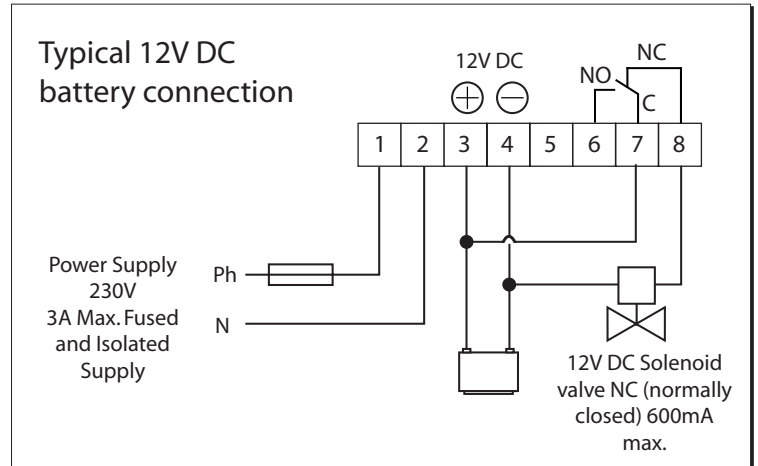 Typical 12V DC
battery connection
12V DC
NO
NC
C
1 2 3 4 5 6 7 8
Power Supply
230V
3A Max. Fused
and Isolated
Supply
Ph
N
12V DC Solenoid
valve NC (normally
closed) 600mA
max.